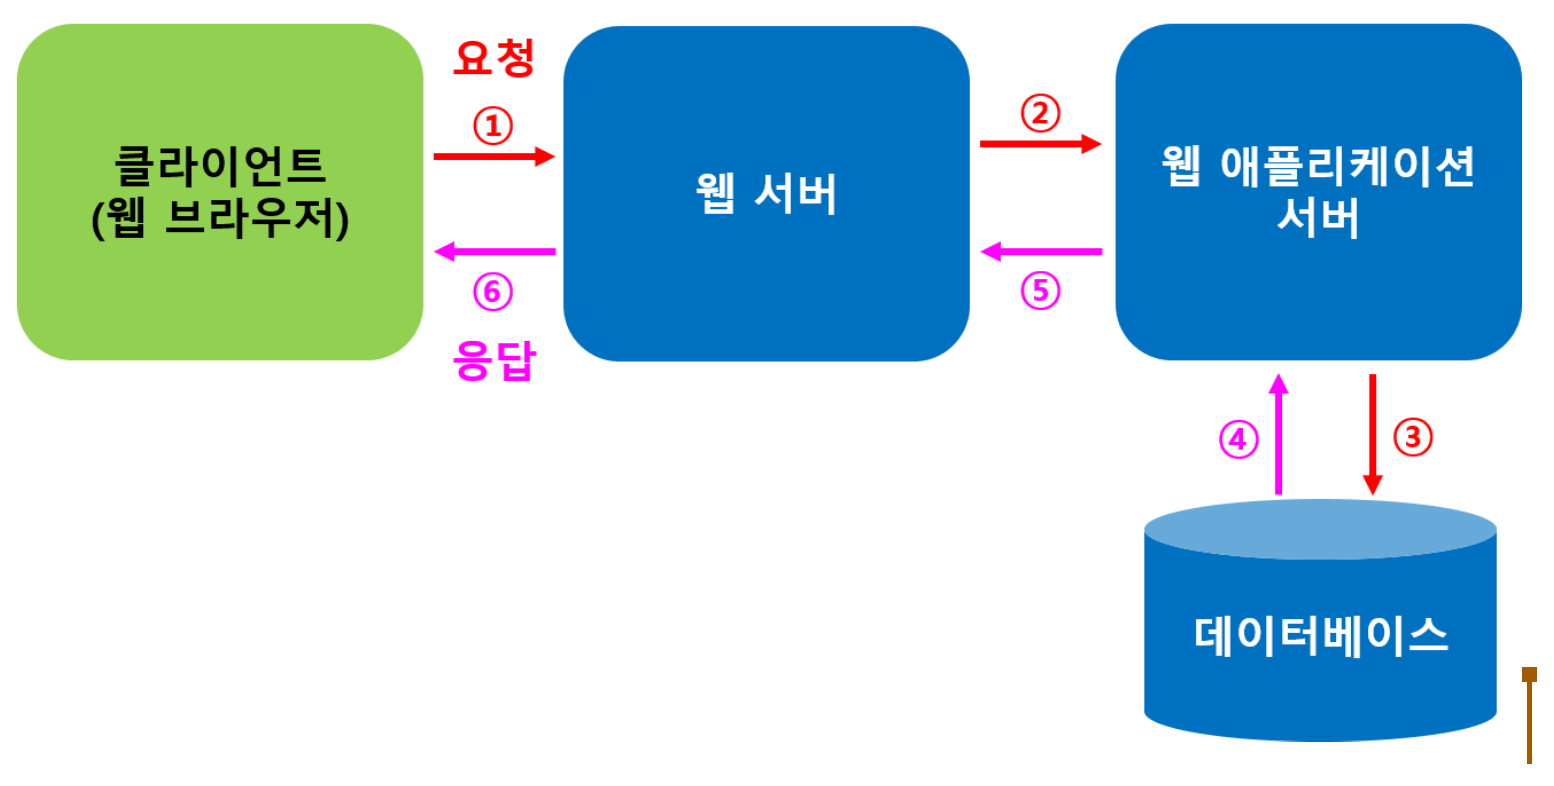 요청
①
클라이언트
(웹 브라우저)
⑥
응답
웹 서버
②
⑤
웹 애플리케이션
서버
④
③
데이터베이스